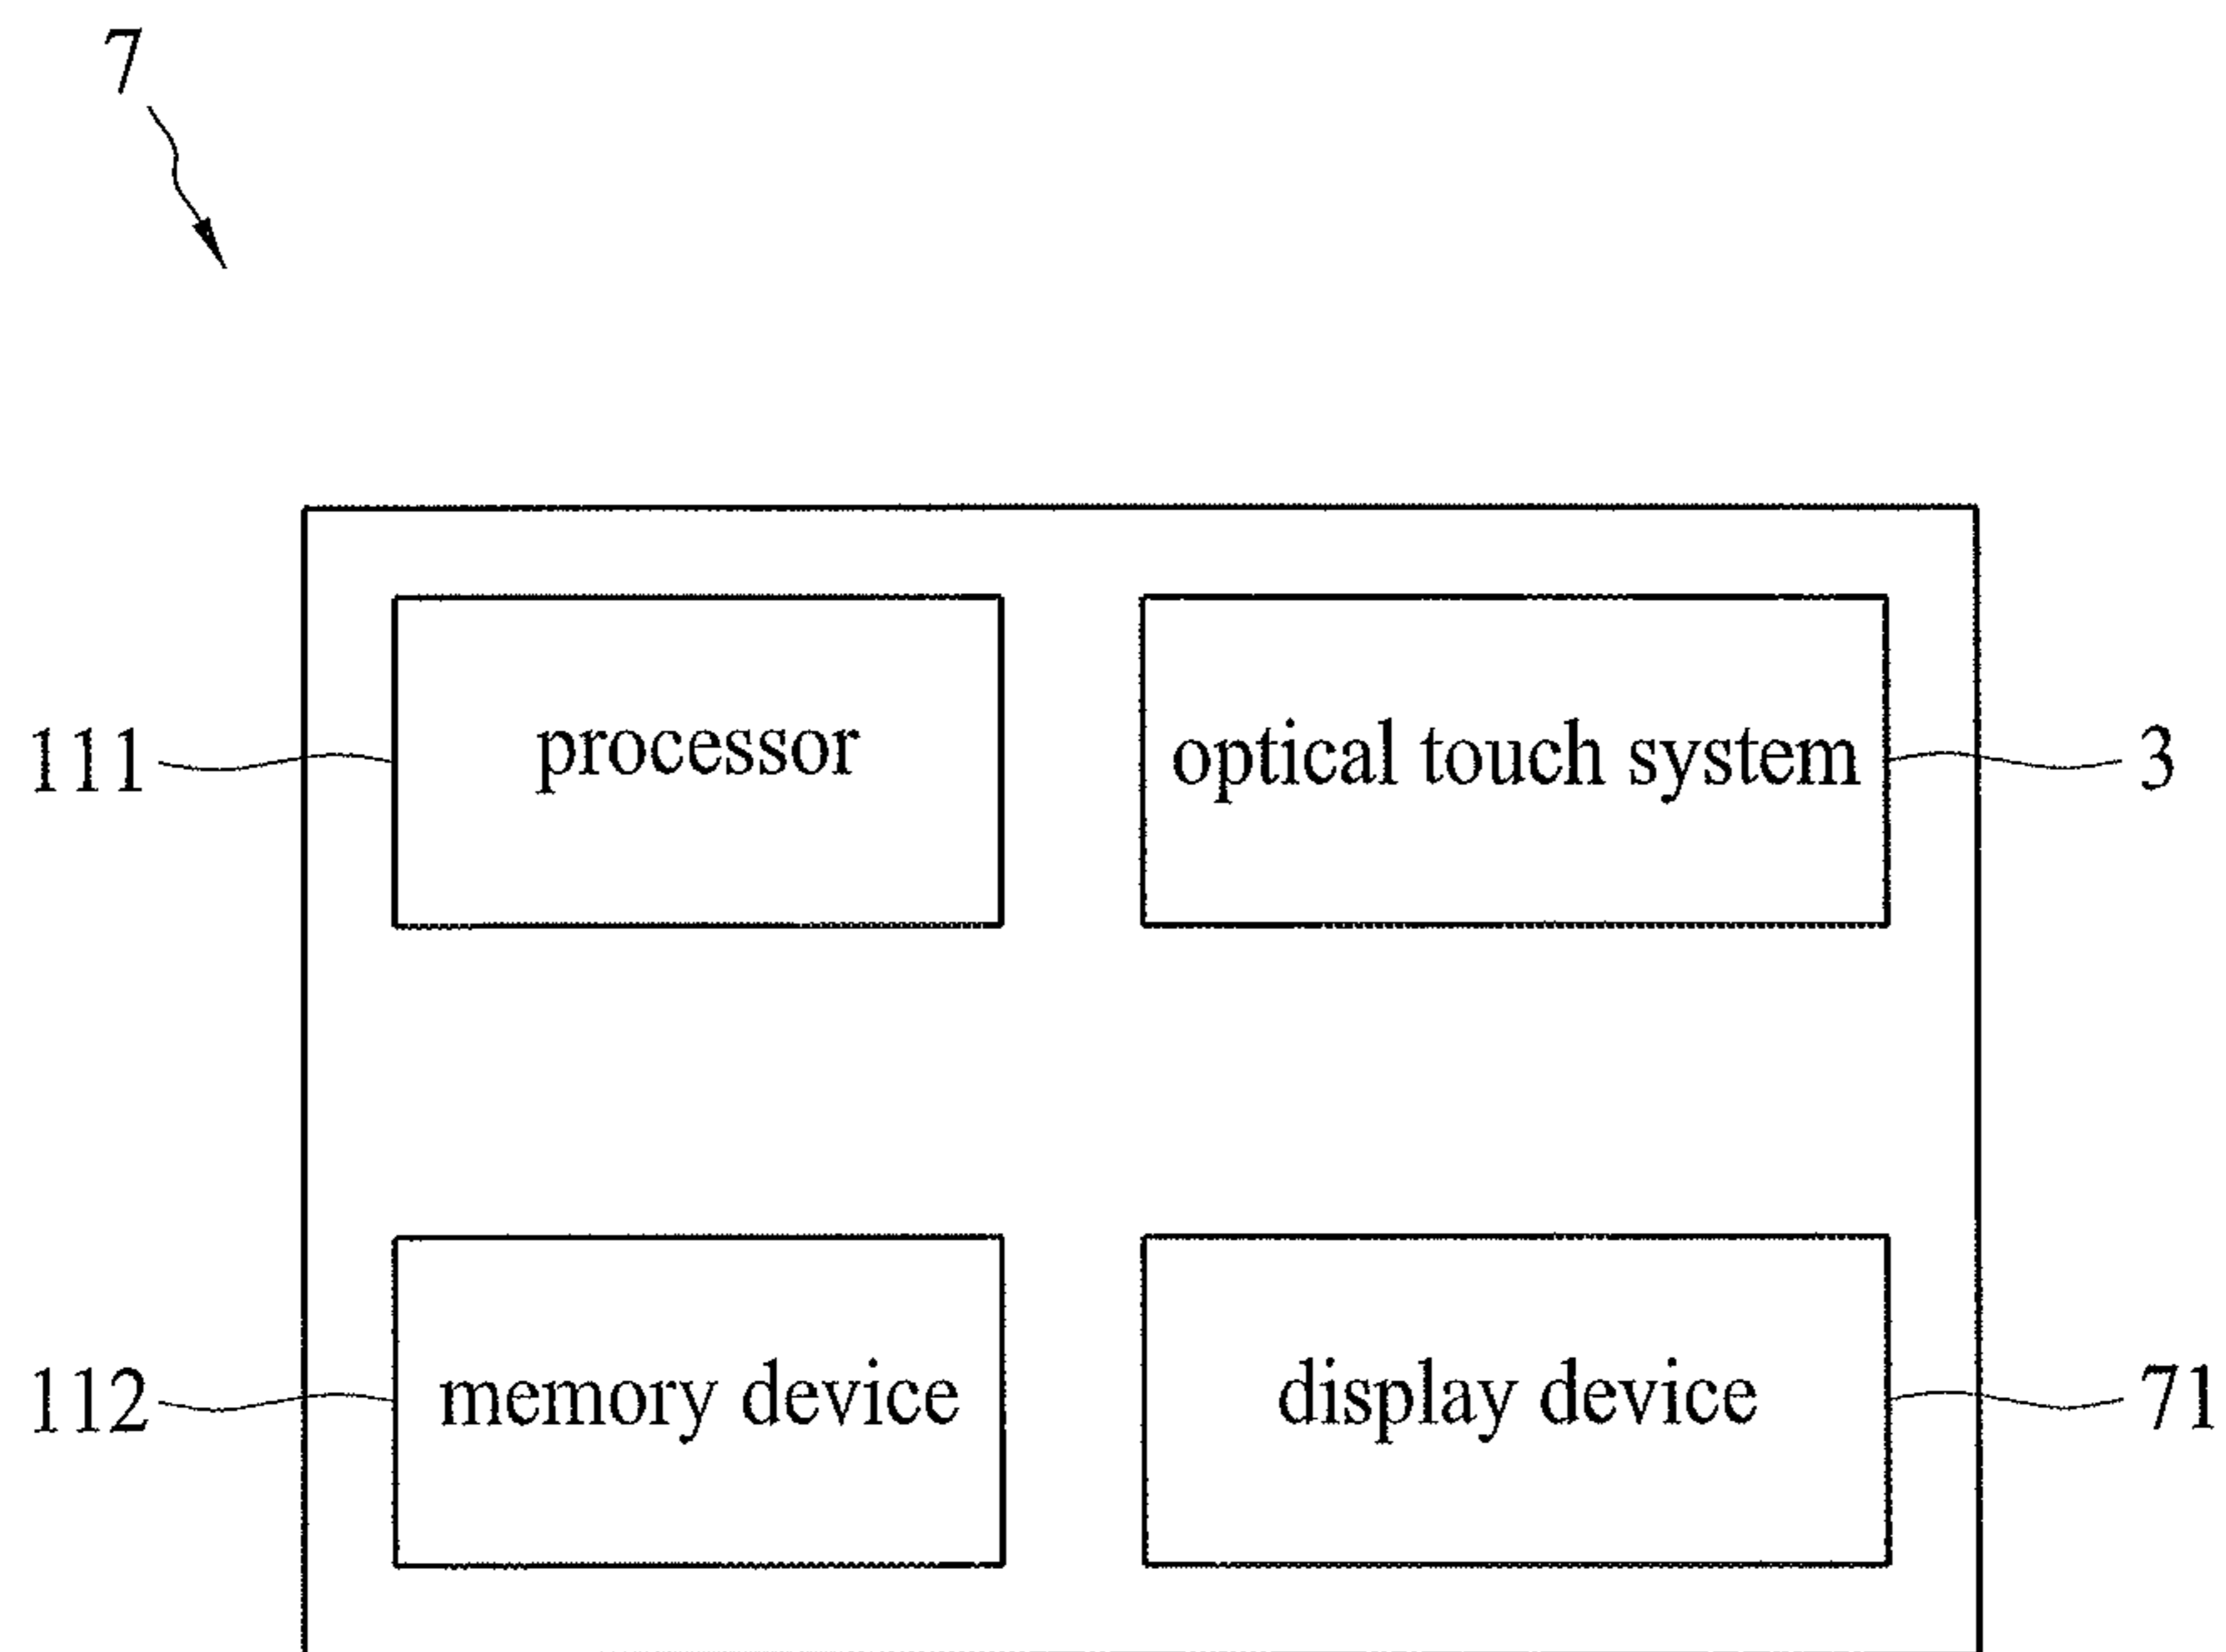 7
111
processor
optical touch system
3
112
memory device
display device
71